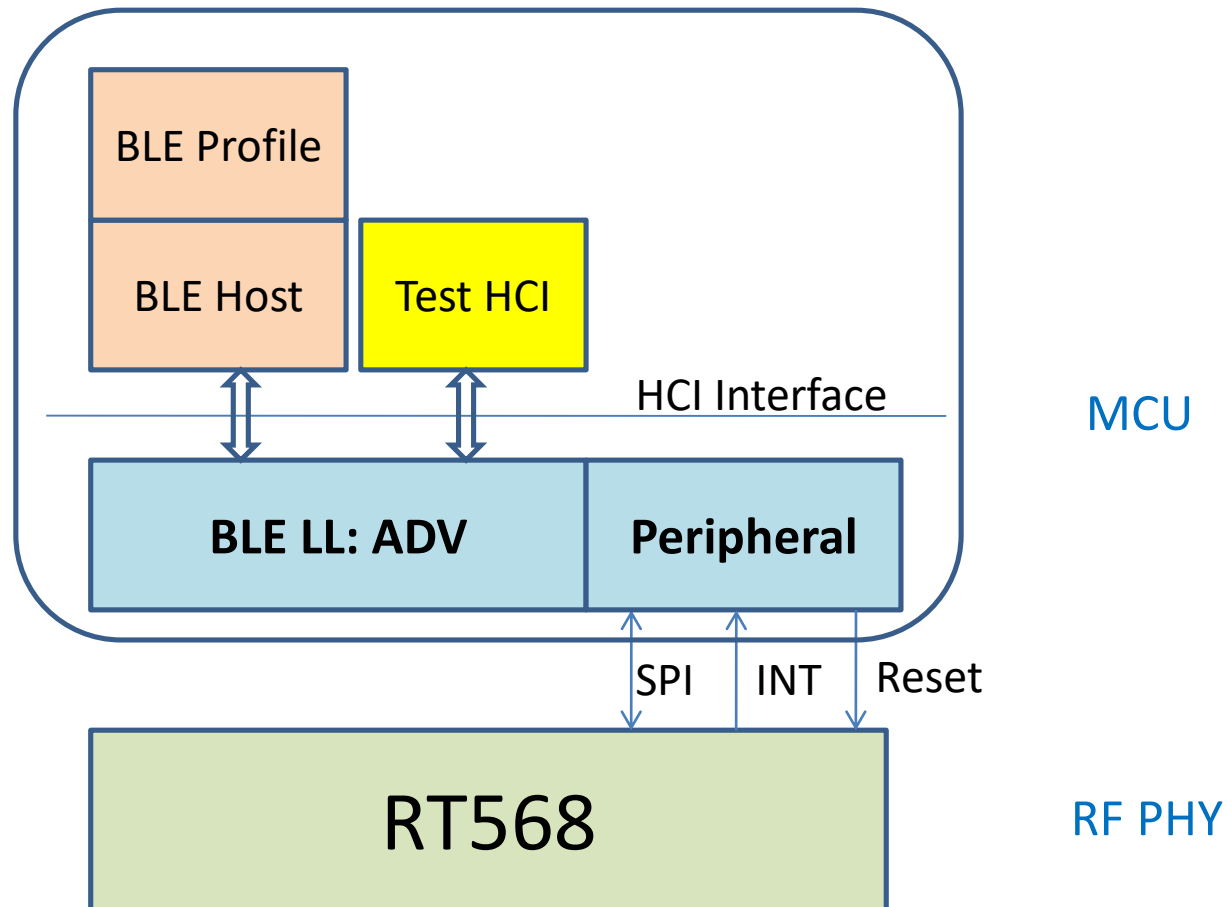 BLE Profile
BLE Host
Test HCI
HCI Interface
MCU
BLE LL: ADV
Peripheral
SPI
INT
Reset
RT568
RF PHY